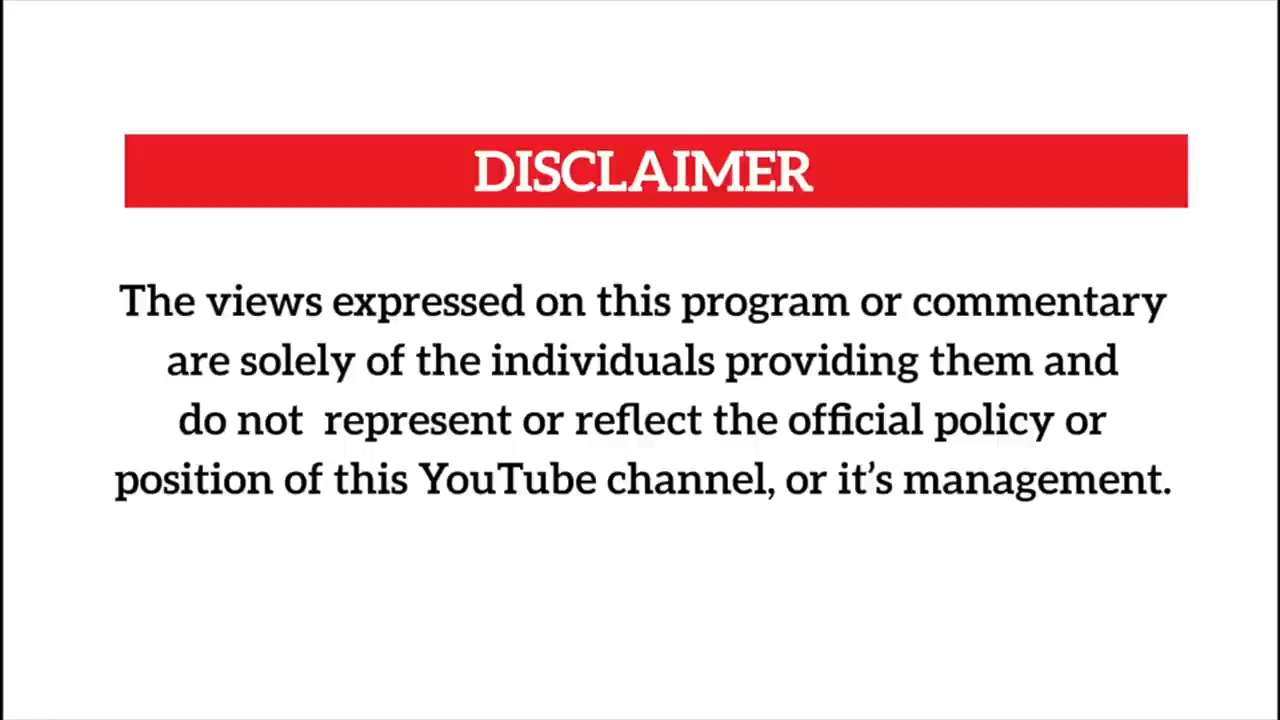 DISCLAIMER
The views expressed on this program or commentary
are solely of the individuals providing them and
do not  represent or reflect the official policy or
position of this YouTube channel, or it’s management.